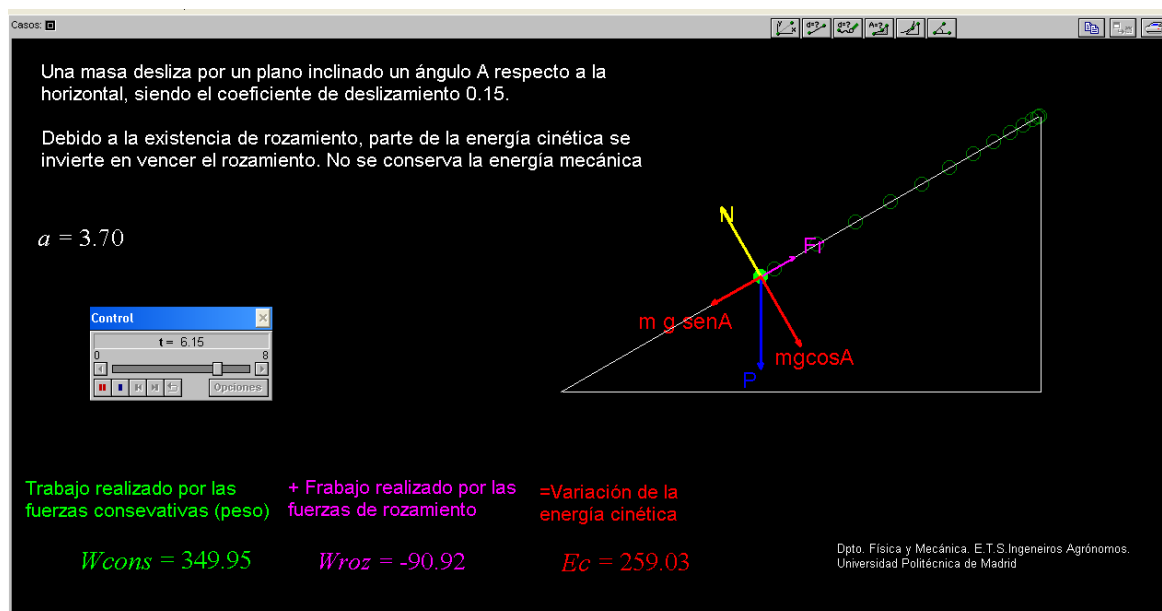 Casos:
Una masa desliza por un plano inclinado un ángulo A respecto a la
horizontal, siendo el coeficiente de deslizamiento 0.15.
Debido a la existencia de rozamiento, parte de la energía cinética se
invierte en vencer el rozamiento. No se conserva la energía mecánica
a = 3.70
N
Fr
m g senA
mgcosA
P
Control
t = 6.15
0 8
Opciones
Trabajo realizado por las
fuerzas consevativas (peso)
+ Frabajo realizado por las
fuerzas de rozamiento
=Variación de la
energía cinética
Wcons = 349.95
Wroz = -90.92
Ec = 259.03
Dpto. Física y Mecánica. E.T.S.Ingeneiros Agrónomos.
Universidad Politécnica de Madrid